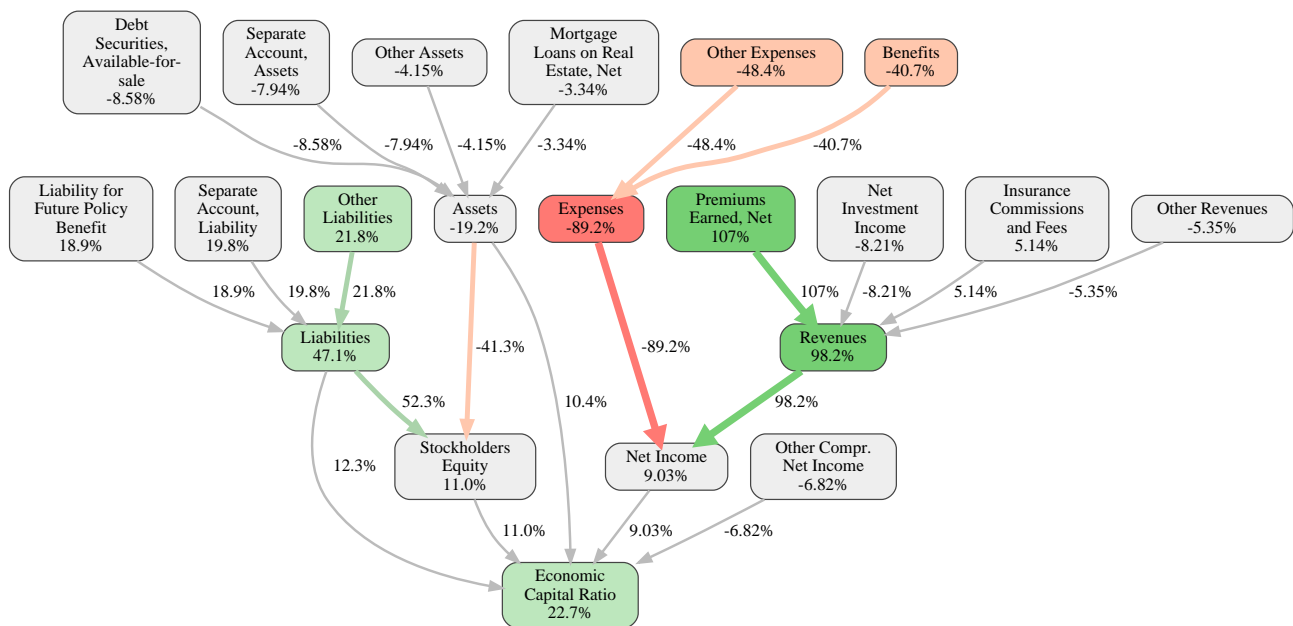 Debt
Securities,
Available-for-
sale
-8.58%
Separate
Account,
Assets
-7.94%
Other Assets
-4.15%
Mortgage
Loans on Real
Estate, Net
-3.34%
Other Expenses
-48.4%
Benefits
-40.7%
-8.58%
-7.94%
-4.15%
-3.34%
-48.4%
-40.7%
Liability for
Future Policy
Benefit
18.9%
Separate
Account,
Liability
19.8%
Other
Liabilities
21.8%
Assets
-19.2%
Expenses
-89.2%
Premiums
Earned, Net
107%
Net
Investment
Income
-8.21%
Insurance
Commissions
and Fees
5.14%
Other Revenues
-5.35%
18.9%
19.8%
21.8%
107%
-8.21%
5.14%
-5.35%
Liabilities
47.1%
-41.3%
-89.2%
Revenues
98.2%
52.3%
10.4%
98.2%
12.3%
Stockholders
Equity
11.0%
Net Income
9.03%
Other Compr.
Net Income
-6.82%
11.0%
9.03%
-6.82%
Economic
Capital Ratio
22.7%